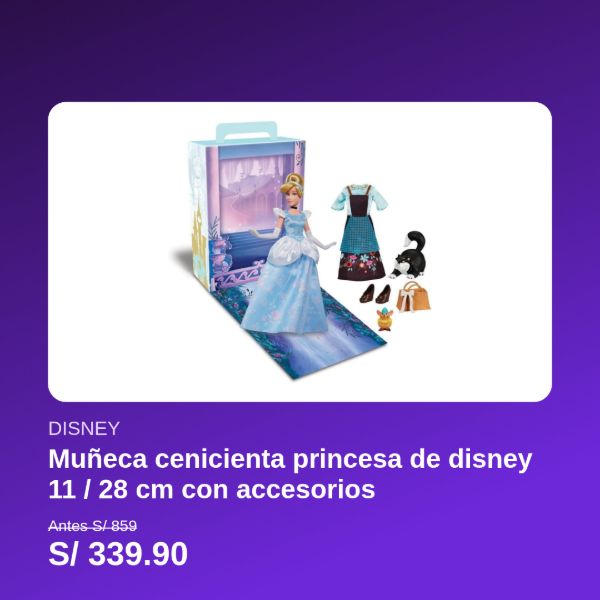 DISNEY
Muñeca cenicienta princesa de disney
11 / 28 cm con accesorios
Antes S/ 859
S/ 339.90